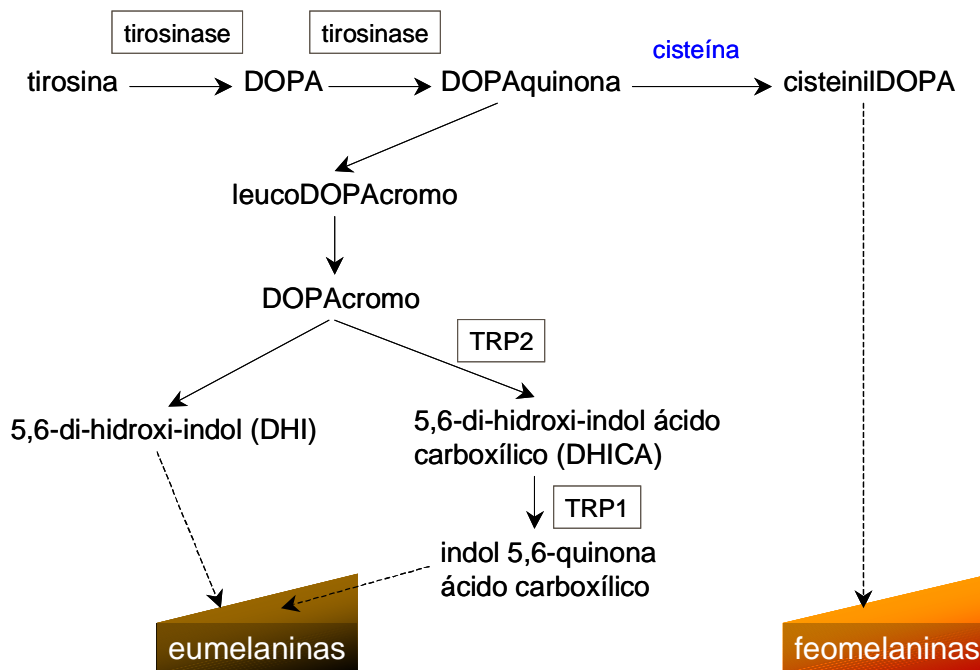 tirosinase
tirosinase
cisteína
tirosina
DOPA
DOPAquinona
cisteinilDOPA
leucoDOPAcromo
DOPAcromo
TRP2
5,6-di-hidroxi-indol (DHI)
5,6-di-hidroxi-indol ácido
carboxílico (DHICA)
TRP1
indol 5,6-quinona
ácido carboxílico
eumelaninas
feomelaninas